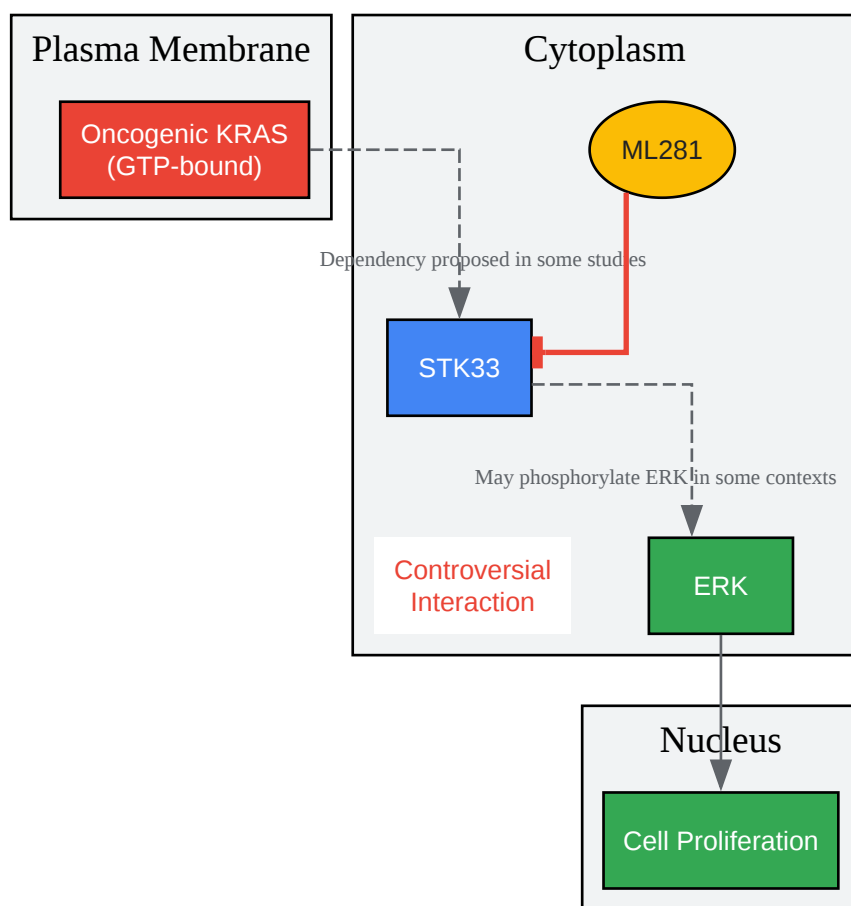 Plasma Membrane
Cytoplasm
Oncogenic KRAS
(GTP-bound)
ML281
Dependency proposed in some studies
STK33
May phosphorylate ERK in some contexts
Controversial
Interaction
ERK
Nucleus
Cell Proliferation